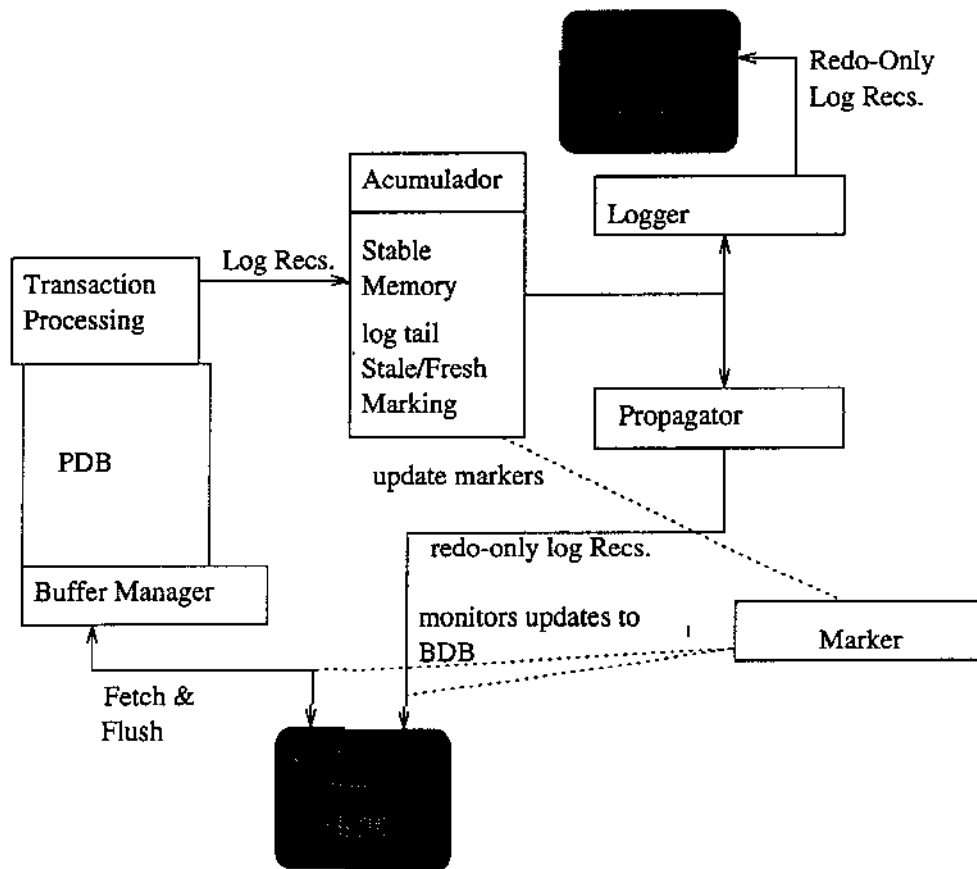 Redo-Only
Log Recs.
Acumulador
Logger
Log Recs.
Stable
Memory
Transaction
Processing
log tail
Stale/Fresh
Marking
Propagator
PDB
update markers
redo-only log Recs.
Buffer Manager
monitors updates to
BDB
Marker
Fetch &
Flush